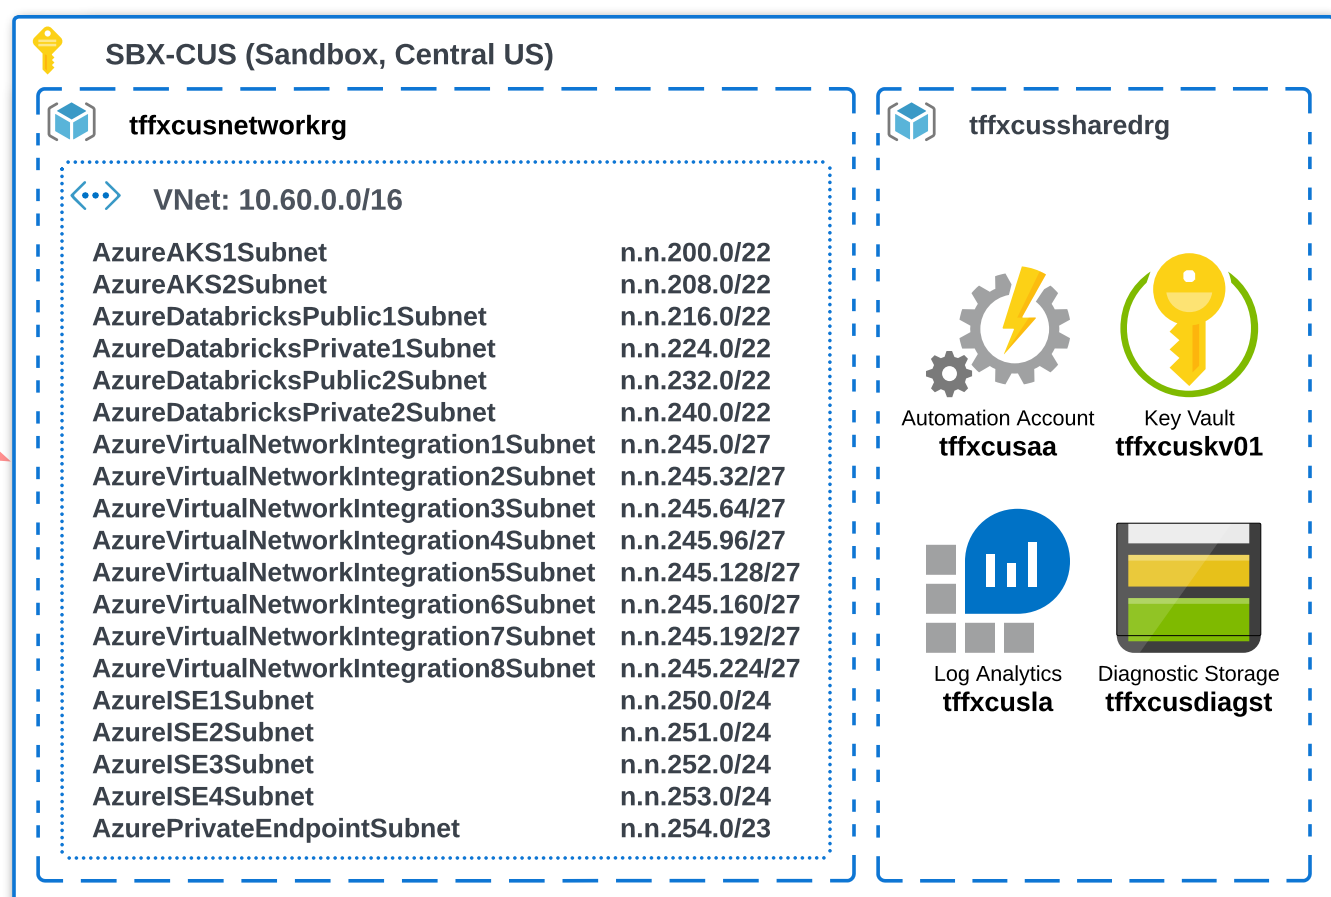 SBX-CUS (Sandbox, Central US)
tffxcusnetworkrg
VNet: 10.60.0.0/16
AzureAKS1Subnet n.n.200.0/22
AzureAKS2Subnet n.n.208.0/22
AzureDatabricksPublic1Subnet n.n.216.0/22
AzureDatabricksPrivate1Subnet n.n.224.0/22
AzureDatabricksPublic2Subnet n.n.232.0/22
AzureDatabricksPrivate2Subnet n.n.240.0/22
AzureVirtualNetworkIntegration1Subnet n.n.245.0/27
AzureVirtualNetworkIntegration2Subnet n.n.245.32/27
AzureVirtualNetworkIntegration3Subnet n.n.245.64/27
AzureVirtualNetworkIntegration4Subnet n.n.245.96/27
AzureVirtualNetworkIntegration5Subnet n.n.245.128/27
AzureVirtualNetworkIntegration6Subnet n.n.245.160/27
AzureVirtualNetworkIntegration7Subnet n.n.245.192/27
AzureVirtualNetworkIntegration8Subnet n.n.245.224/27
AzureISE1Subnet n.n.250.0/24
AzureISE2Subnet n.n.251.0/24
AzureISE3Subnet n.n.252.0/24
AzureISE4Subnet n.n.253.0/24
AzurePrivateEndpointSubnet n.n.254.0/23
tffxcussharedrg
Automation Account
tffxcusaa
Key Vault
tffxcuskv01
Log Analytics
tffxcusla
Diagnostic Storage
tffxcusdiagst